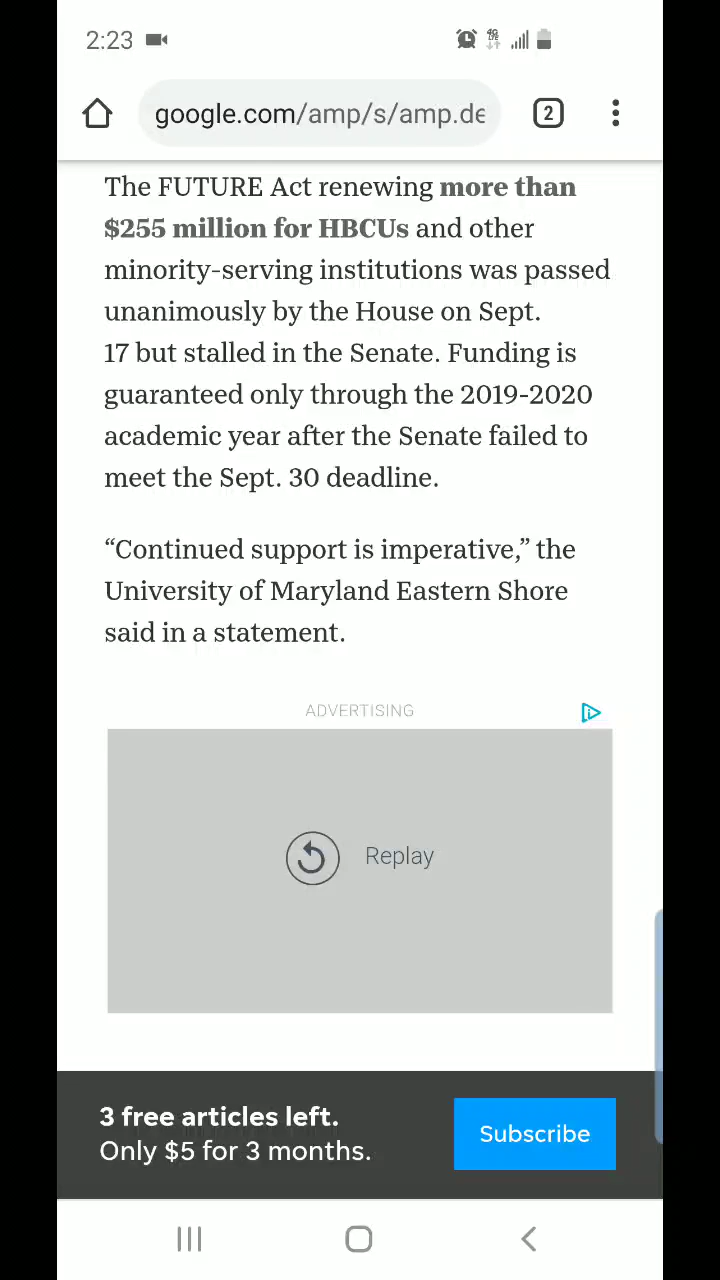 2:23
google.com/amp/s/amp.de
2
The FUTURE Act renewing more than
$255 million for HBCUs and other
minority-serving institutions was passed
unanimously by the House on Sept.
17 but stalled in the Senate. Funding is
guaranteed only through the 2019-2020
academic year after the Senate failed to
meet the Sept. 30 deadline.
“Continued support is imperative,” the
University of Maryland Eastern Shore
said in a statement.
ADVERTISING
Replay
3 free articles left.
Only $5 for 3 months.
Subscribe